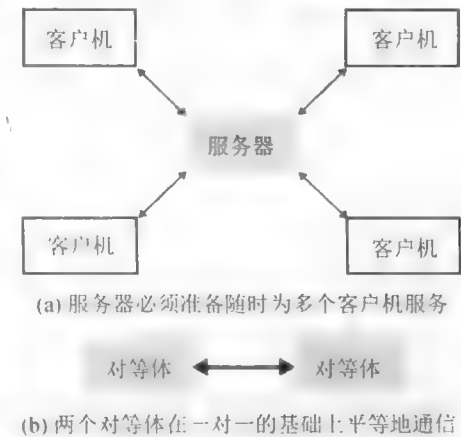 客户机 客户机
服务器
客户机 客户机
(a) 服务器必须准备随时为多个客户机服务
对等体 对等体
(b) 两个对等体在一对一的基础上平等地通信